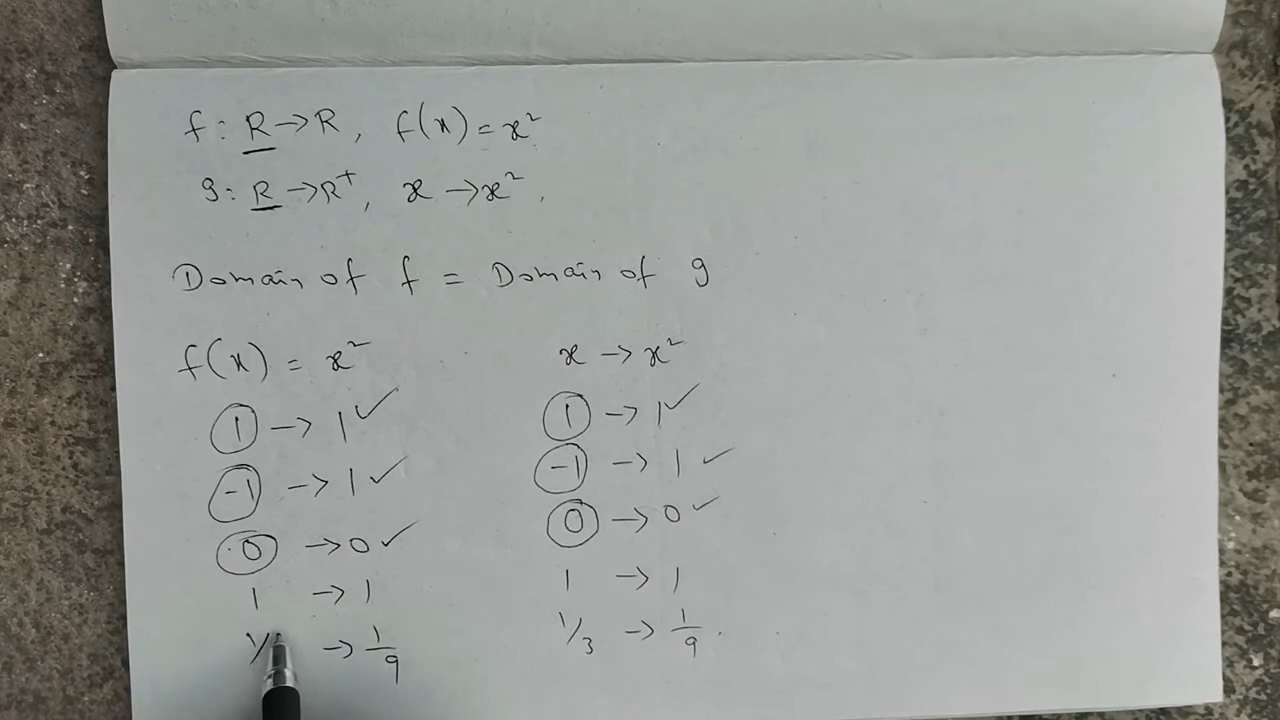 f: R → R, f(x) = x²
g: R → R⁺, x → x².
Domain of f = Domain of g
f(x) = x² x → x²
1 → 1 ✓ 1 → 1 ✓
-1 → 1 ✓ -1 → 1 ✓
0 → 0 ✓ 0 → 0 ✓
1 → 1 1 → 1
1/ → 1/9 1/3 → 1/9.